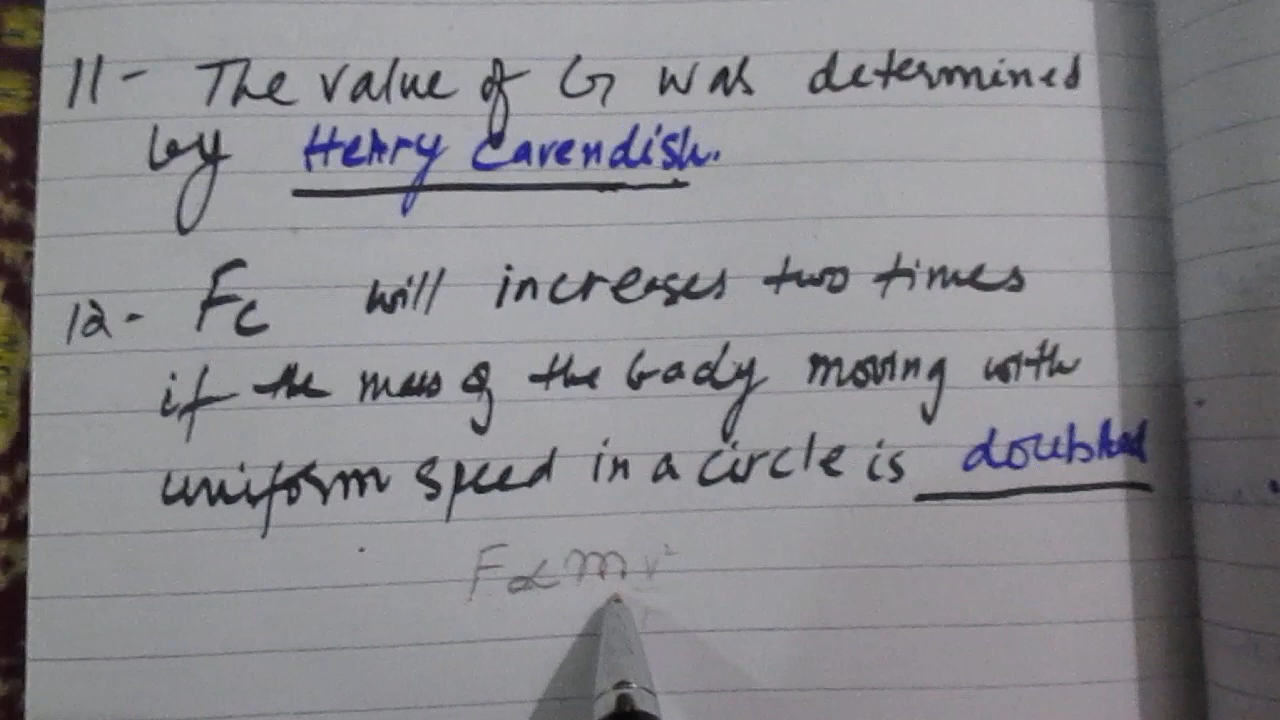 11- The value of G was determined
by Henry Cavendish.
12- Fc will increases two times
if the mass of the body moving with
uniform speed in a circle is doubled
F∝mv²